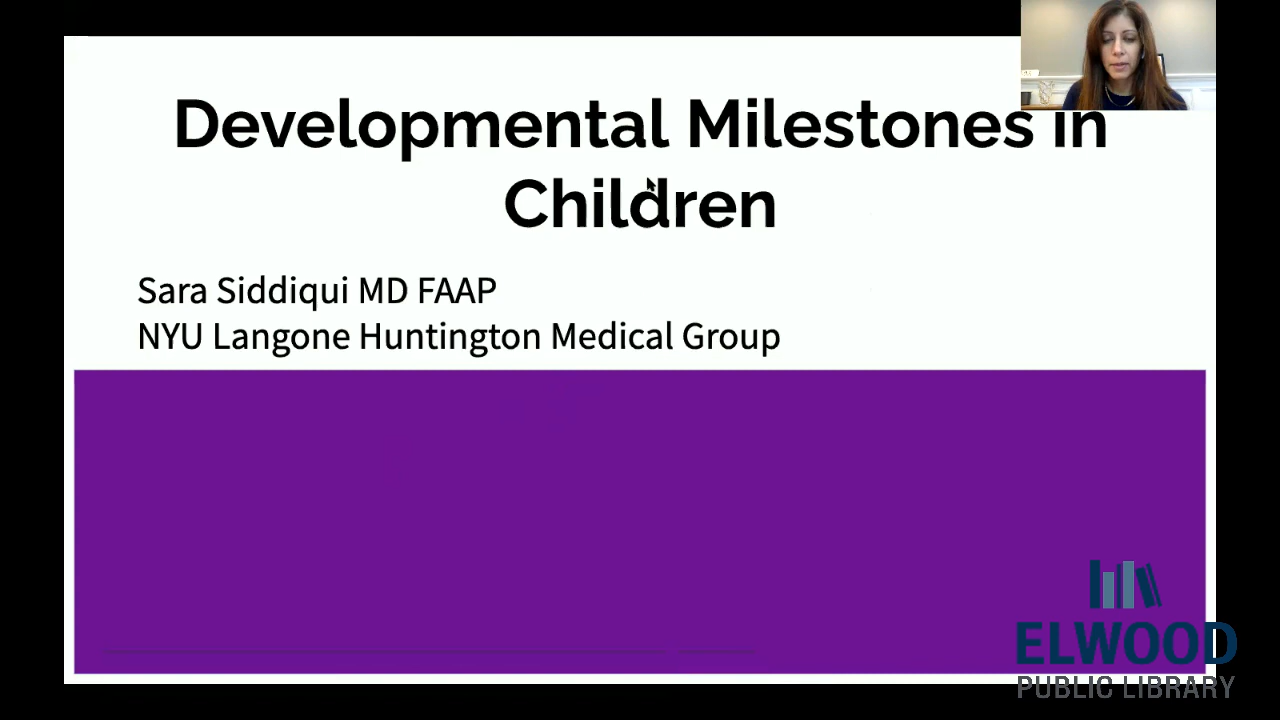 Developmental Milestones in
Children
Sara Siddiqui MD FAAP
NYU Langone Huntington Medical Group
ELWOOD
PUBLIC LIBRARY